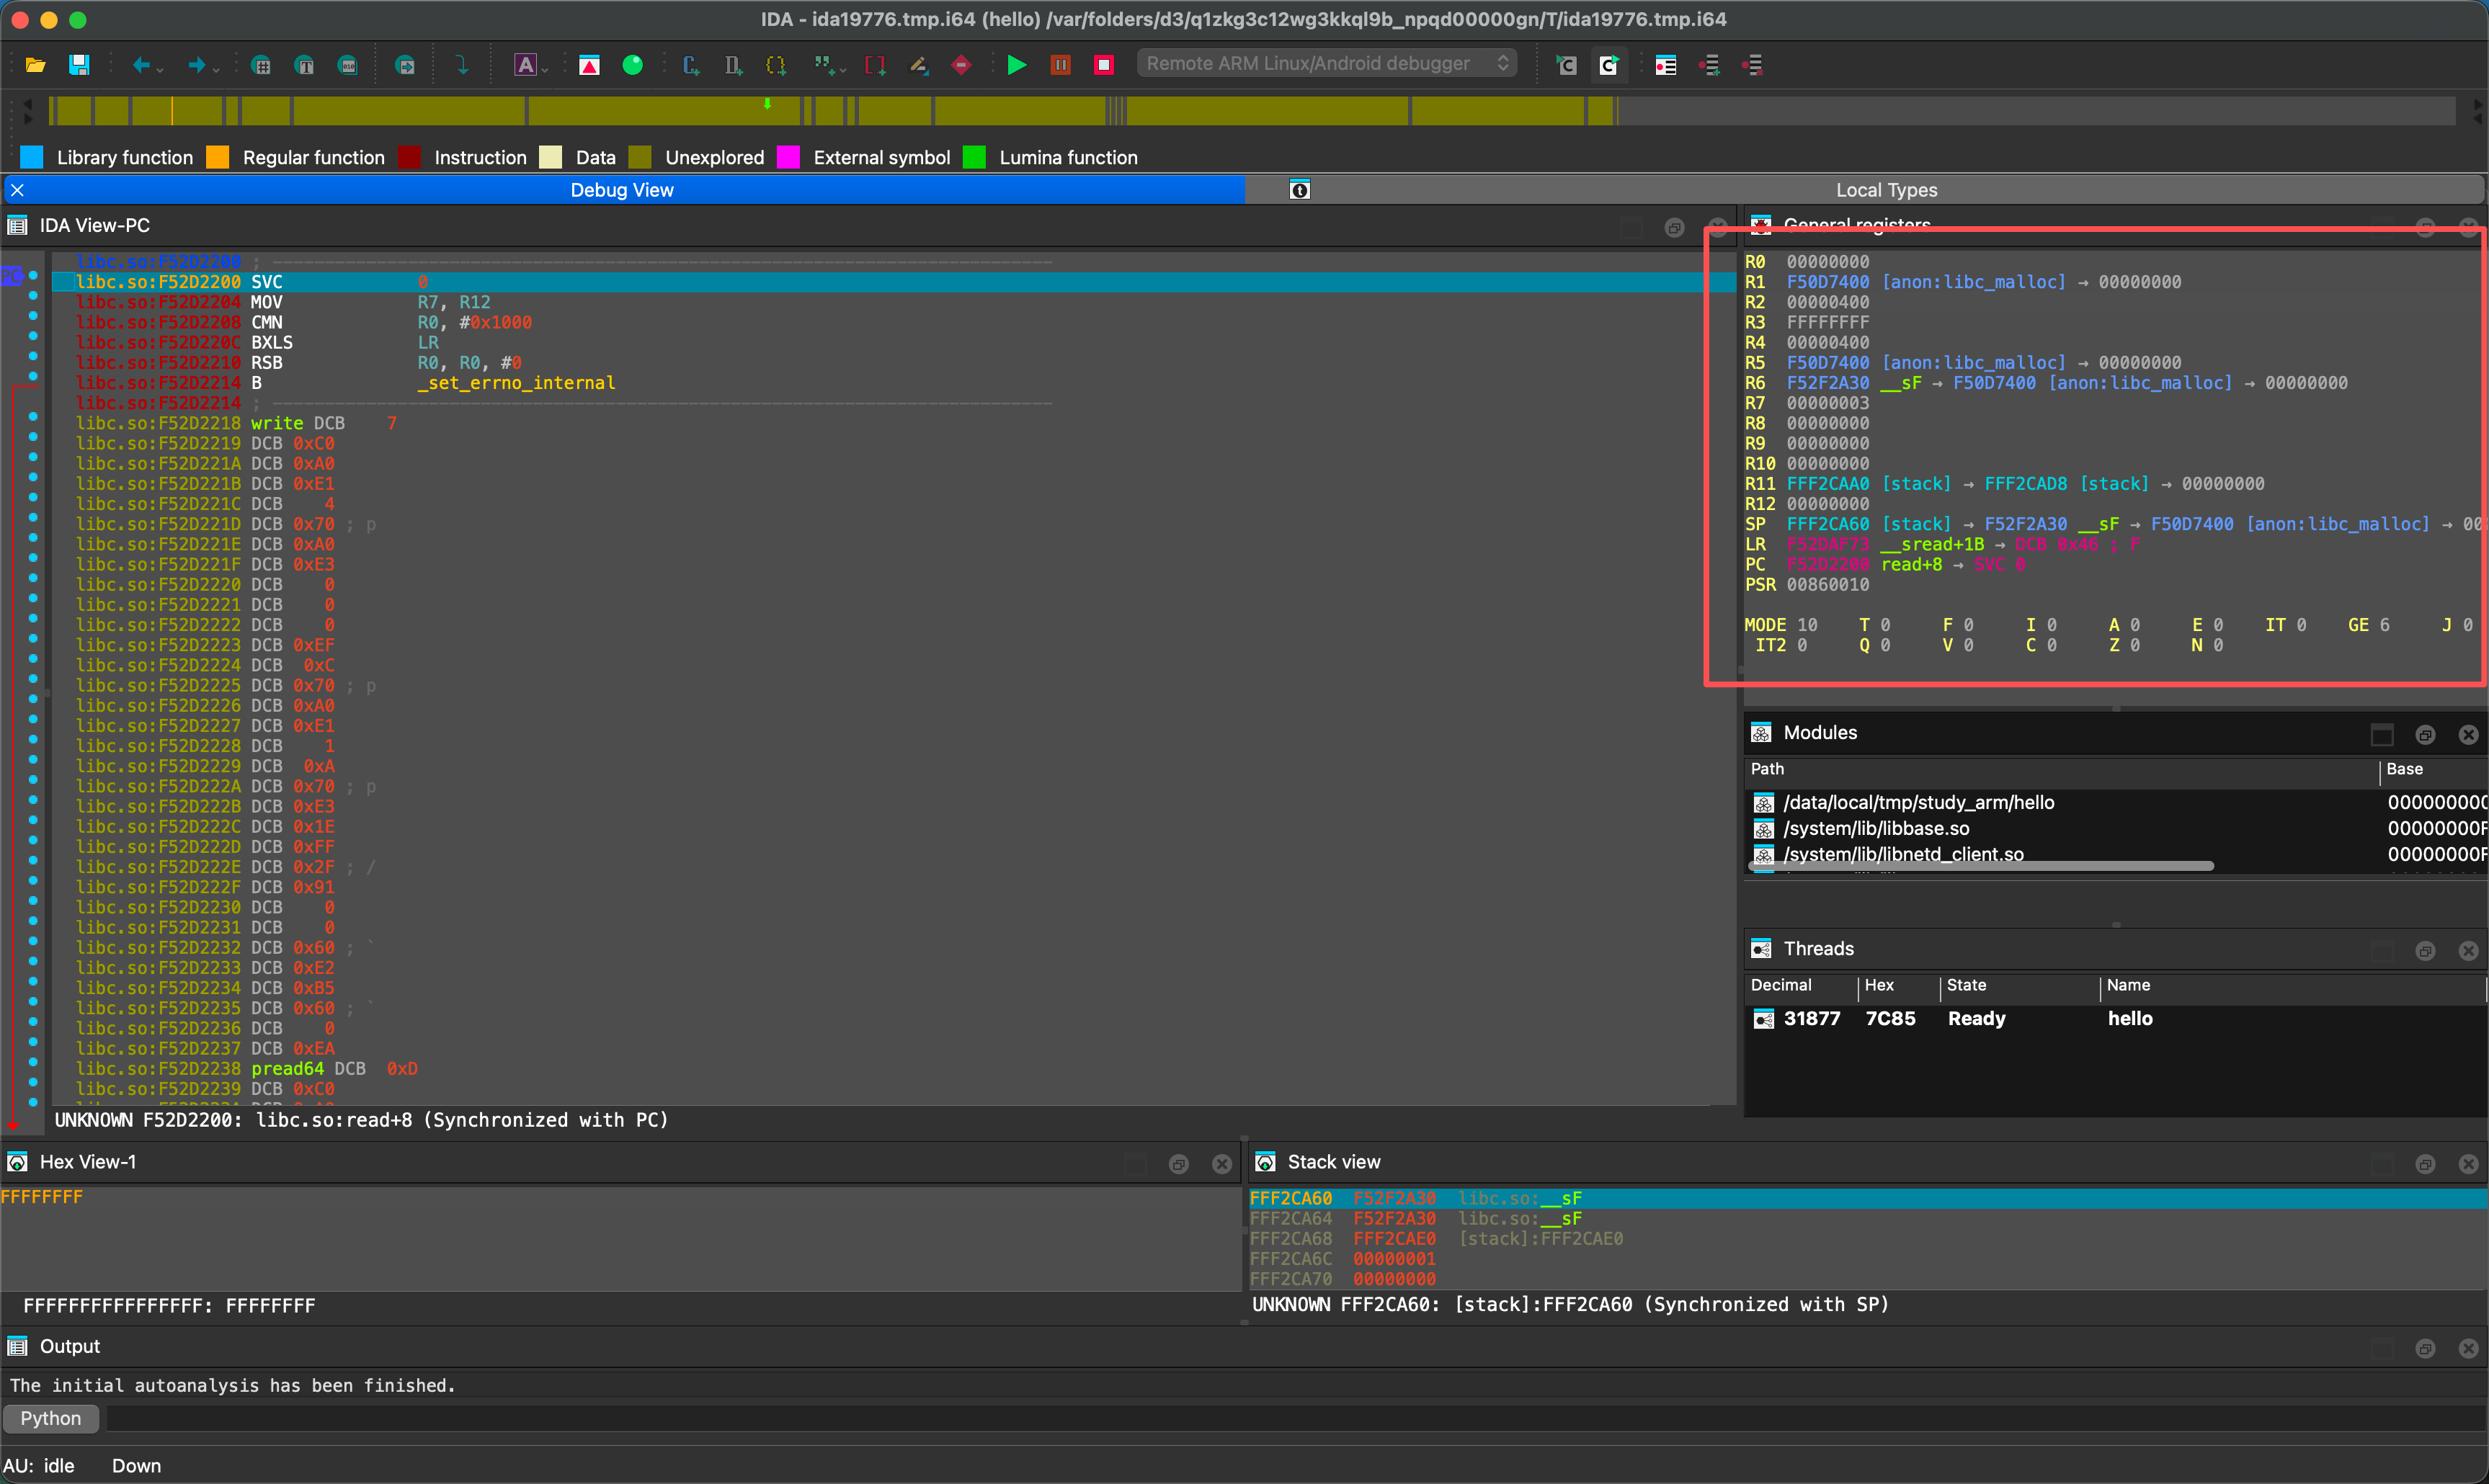 IDA - ida19776.tmp.i64 (hello) /var/folders/d3/q1zkg3c12wg3kkql9b_npqd00000gn/T/ida19776.tmp.i64
Remote ARM Linux/Android debugger
Library function Regular function Instruction Data Unexplored External symbol Lumina function
Debug View Local Types
IDA View-PC
PC
libc.so:F52D2200 ; ---------------------------------------------------------------------------
libc.so:F52D2200 SVC 0
libc.so:F52D2204 MOV R7, R12
libc.so:F52D2208 CMN R0, #0x1000
libc.so:F52D220C BXLS LR
libc.so:F52D2210 RSB R0, R0, #0
libc.so:F52D2214 B _set_errno_internal
libc.so:F52D2214 ; ---------------------------------------------------------------------------
libc.so:F52D2218 write DCB 7
libc.so:F52D2219 DCB 0xC0
libc.so:F52D221A DCB 0xA0
libc.so:F52D221B DCB 0xE1
libc.so:F52D221C DCB 4
libc.so:F52D221D DCB 0x70 ; p
libc.so:F52D221E DCB 0xA0
libc.so:F52D221F DCB 0xE3
libc.so:F52D2220 DCB 0
libc.so:F52D2221 DCB 0
libc.so:F52D2222 DCB 0
libc.so:F52D2223 DCB 0xEF
libc.so:F52D2224 DCB 0xC
libc.so:F52D2225 DCB 0x70 ; p
libc.so:F52D2226 DCB 0xA0
libc.so:F52D2227 DCB 0xE1
libc.so:F52D2228 DCB 1
libc.so:F52D2229 DCB 0xA
libc.so:F52D222A DCB 0x70 ; p
libc.so:F52D222B DCB 0xE3
libc.so:F52D222C DCB 0x1E
libc.so:F52D222D DCB 0xFF
libc.so:F52D222E DCB 0x2F ; /
libc.so:F52D222F DCB 0x91
libc.so:F52D2230 DCB 0
libc.so:F52D2231 DCB 0
libc.so:F52D2232 DCB 0x60 ; `
libc.so:F52D2233 DCB 0xE2
libc.so:F52D2234 DCB 0xB5
libc.so:F52D2235 DCB 0x60 ; `
libc.so:F52D2236 DCB 0
libc.so:F52D2237 DCB 0xEA
libc.so:F52D2238 pread64 DCB 0xD
libc.so:F52D2239 DCB 0xC0
UNKNOWN F52D2200: libc.so:read+8 (Synchronized with PC)
General registers
R0 00000000
R1 F50D7400 [anon:libc_malloc] → 00000000
R2 00000400
R3 FFFFFFFF
R4 00000400
R5 F50D7400 [anon:libc_malloc] → 00000000
R6 F52F2A30 __sF → F50D7400 [anon:libc_malloc] → 00000000
R7 00000003
R8 00000000
R9 00000000
R10 00000000
R11 FFF2CAA0 [stack] → FFF2CAD8 [stack] → 00000000
R12 00000000
SP FFF2CA60 [stack] → F52F2A30 __sF → F50D7400 [anon:libc_malloc] → 00
LR F52DAF73 __sread+1B → DCB 0x46 ; F
PC F52D2200 read+8 → SVC 0
PSR 00860010
MODE 10 T 0 F 0 I 0 A 0 E 0 IT 0 GE 6 J 0
IT2 0 Q 0 V 0 C 0 Z 0 N 0
Modules
Path Base
/data/local/tmp/study_arm/hello 000000000
/system/lib/libbase.so 00000000F
/system/lib/libnetd_client.so 00000000F
Threads
Decimal Hex State Name
31877 7C85 Ready hello
Hex View-1
FFFFFFFF
FFFFFFFFFFFFFFFF: FFFFFFFF
Stack view
FFF2CA60 F52F2A30 libc.so:__sF
FFF2CA64 F52F2A30 libc.so:__sF
FFF2CA68 FFF2CAE0 [stack]:FFF2CAE0
FFF2CA6C 00000001
FFF2CA70 00000000
UNKNOWN FFF2CA60: [stack]:FFF2CA60 (Synchronized with SP)
Output
The initial autoanalysis has been finished.
Python
AU: idle Down